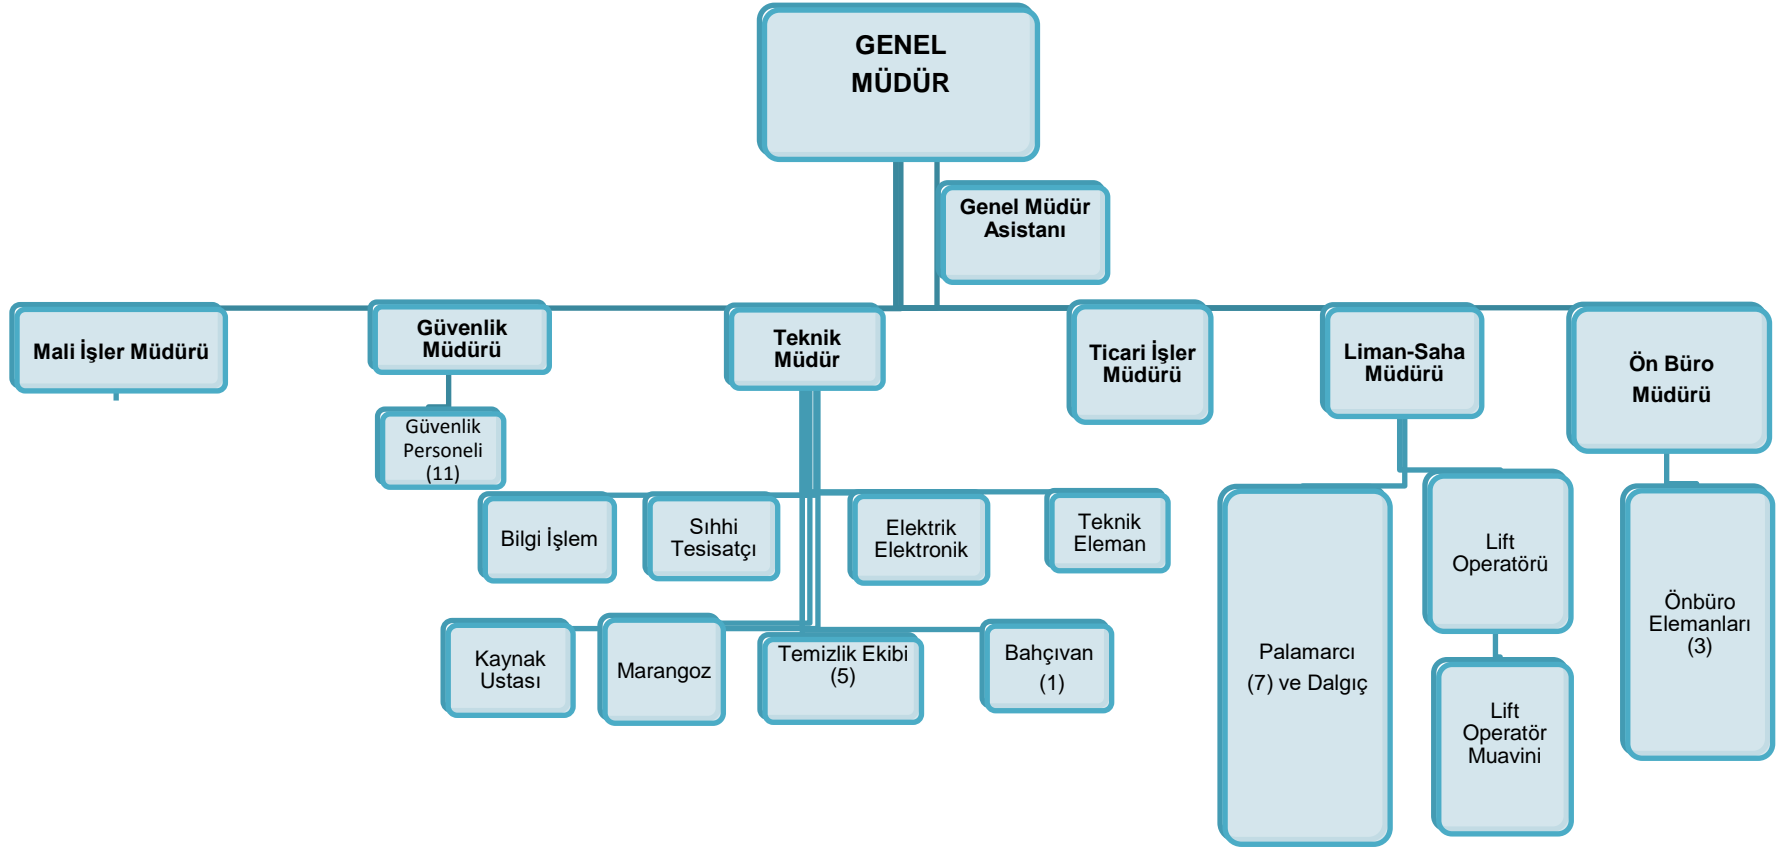 GENEL
MÜDÜR
Genel Müdür
Asistanı
Mali İşler Müdürü
Güvenlik
Müdürü
Teknik
Müdür
Ticari İşler
Müdürü
Liman-Saha
Müdürü
Ön Büro
Müdürü
Güvenlik
Personeli
(11)
Bilgi İşlem
Sıhhi
Tesisatçı
Elektrik
Elektronik
Teknik
Eleman
Kaynak
Ustası
Marangoz
Temizlik Ekibi
(5)
Bahçıvan
(1)
Palamarcı
(7) ve Dalgıç
Lift
Operatörü
Lift
Operatör
Muavini
Önbüro
Elemanları
(3)